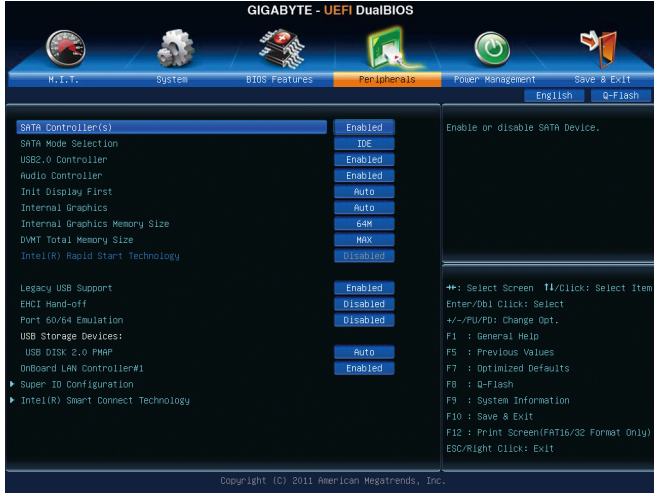 GIGABYTE - UEFI DualBIOS
M.I.T. System BIOS Features Peripherals Power Management Save & Exit
English Q-Flash
SATA Controller(s) Enabled
SATA Mode Selection IDE
USB2.0 Controller Enabled
Audio Controller Enabled
Init Display First Auto
Internal Graphics Auto
Internal Graphics Memory Size 64M
DVMT Total Memory Size MAX
Intel(R) Rapid Start Technology Disabled
Legacy USB Support Enabled
EHCI Hand-off Disabled
Port 60/64 Emulation Disabled
USB Storage Devices:
USB DISK 2.0 PMAP Auto
OnBoard LAN Controller#1 Enabled
Super IO Configuration
Intel(R) Smart Connect Technology
Enable or disable SATA Device.
→←: Select Screen ↑↓/Click: Select Item
Enter/Dbl Click: Select
+/-/PU/PD: Change Opt.
F1 : General Help
F5 : Previous Values
F7 : Optimized Defaults
F8 : Q-Flash
F9 : System Information
F10 : Save & Exit
F12 : Print Screen(FAT16/32 Format Only)
ESC/Right Click: Exit
Copyright (C) 2011 American Megatrends, Inc.